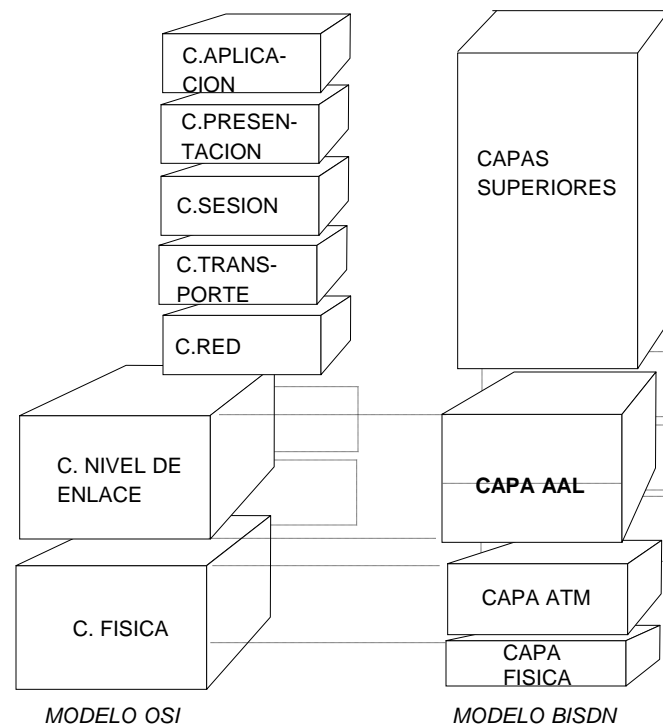 C.APLICA-
CION
C.PRESEN-
TACION
C.SESION
C.TRANS-
PORTE
C.RED
C. NIVEL DE
ENLACE
C. FISICA
MODELO OSI
CAPAS
SUPERIORES
CAPA AAL
CAPA ATM
CAPA
FISICA
MODELO BISDN